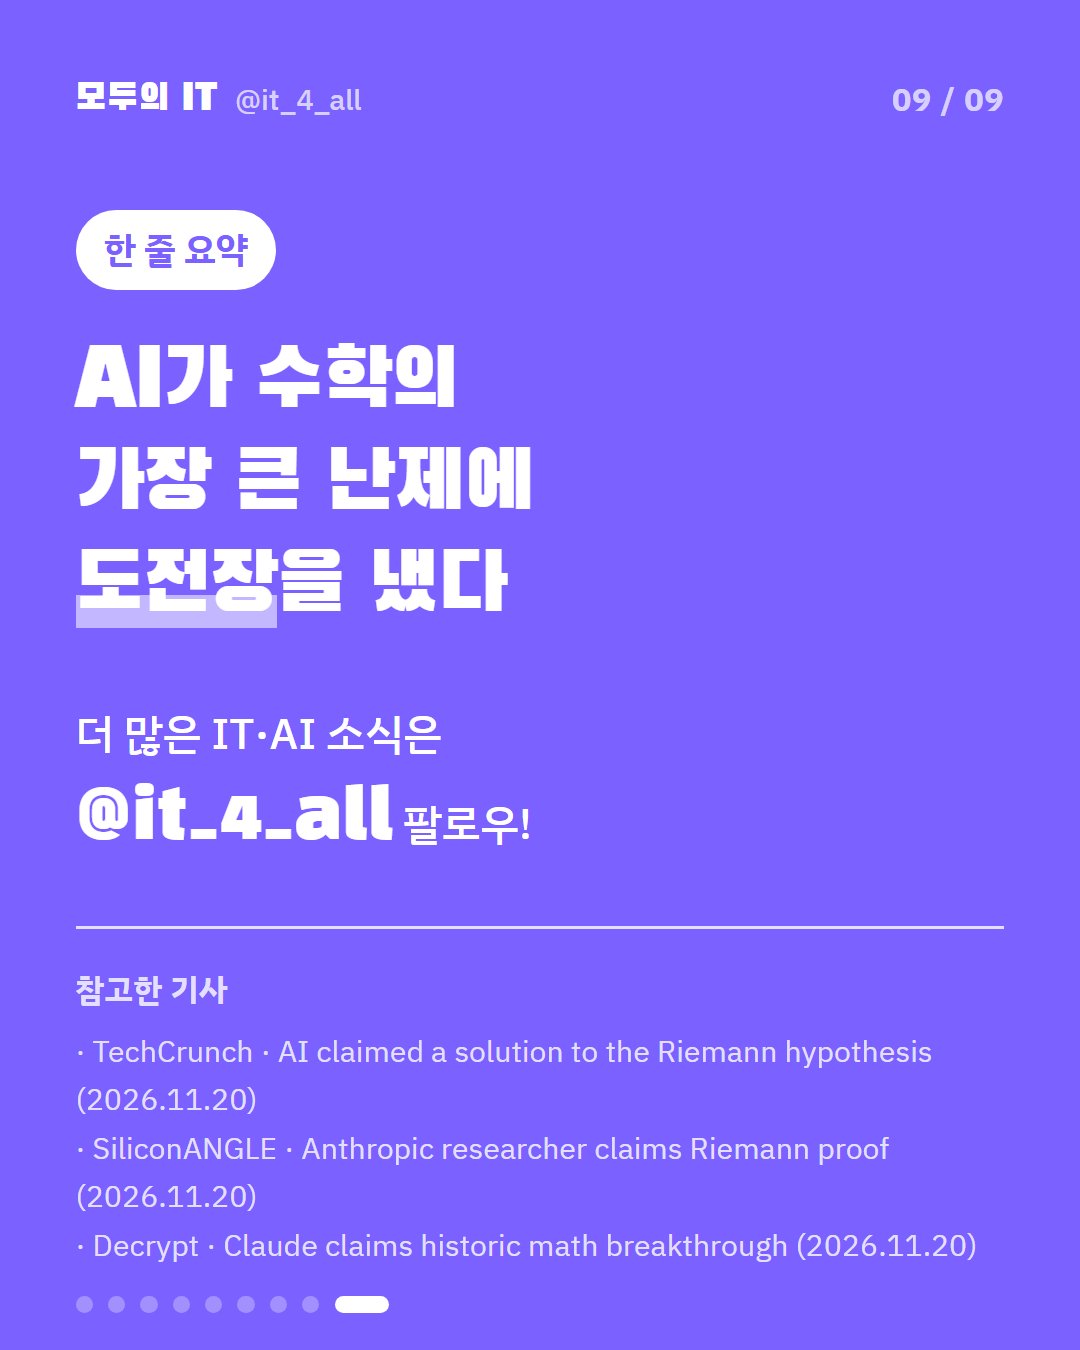 모두의 IT @it_4_all
09 / 09
한 줄 요약
AI가 수학의
가장 큰 난제에
도전장을 냈다
더 많은 IT·AI 소식은
@it_4_all 팔로우!
참고한 기사
· TechCrunch · AI claimed a solution to the Riemann hypothesis
(2026.11.20)
· SiliconANGLE · Anthropic researcher claims Riemann proof
(2026.11.20)
· Decrypt · Claude claims historic math breakthrough (2026.11.20)